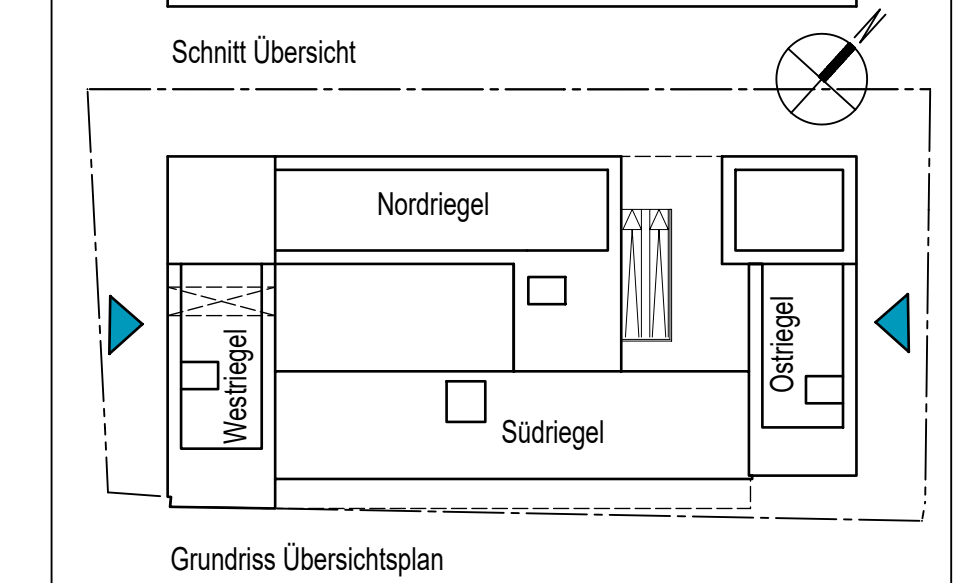 Schnitt Übersicht
Nordriegel
Westriegel
Ostriegel
Südriegel
Grundriss Übersichtsplan